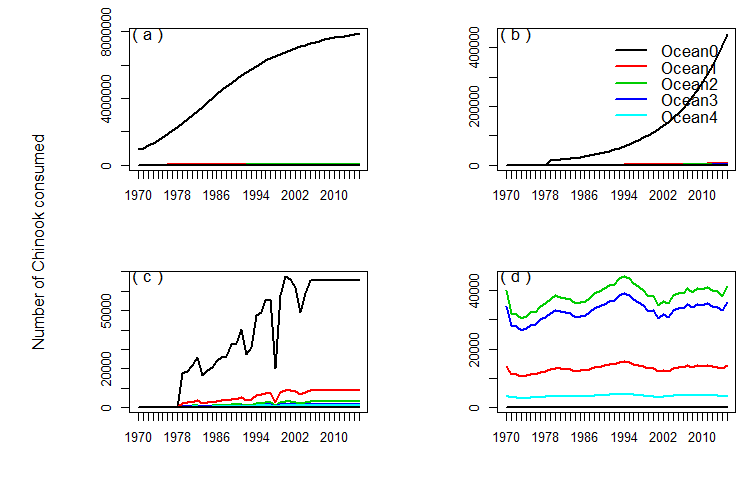 ( a )
8000000
4000000
0
1970 1978 1986 1994 2002 2010
( b )
400000
200000
0
Ocean0
Ocean1
Ocean2
Ocean3
Ocean4
1970 1978 1986 1994 2002 2010
Number of Chinook consumed
( c )
50000
20000
0
1970 1978 1986 1994 2002 2010
( d )
40000
20000
0
1970 1978 1986 1994 2002 2010